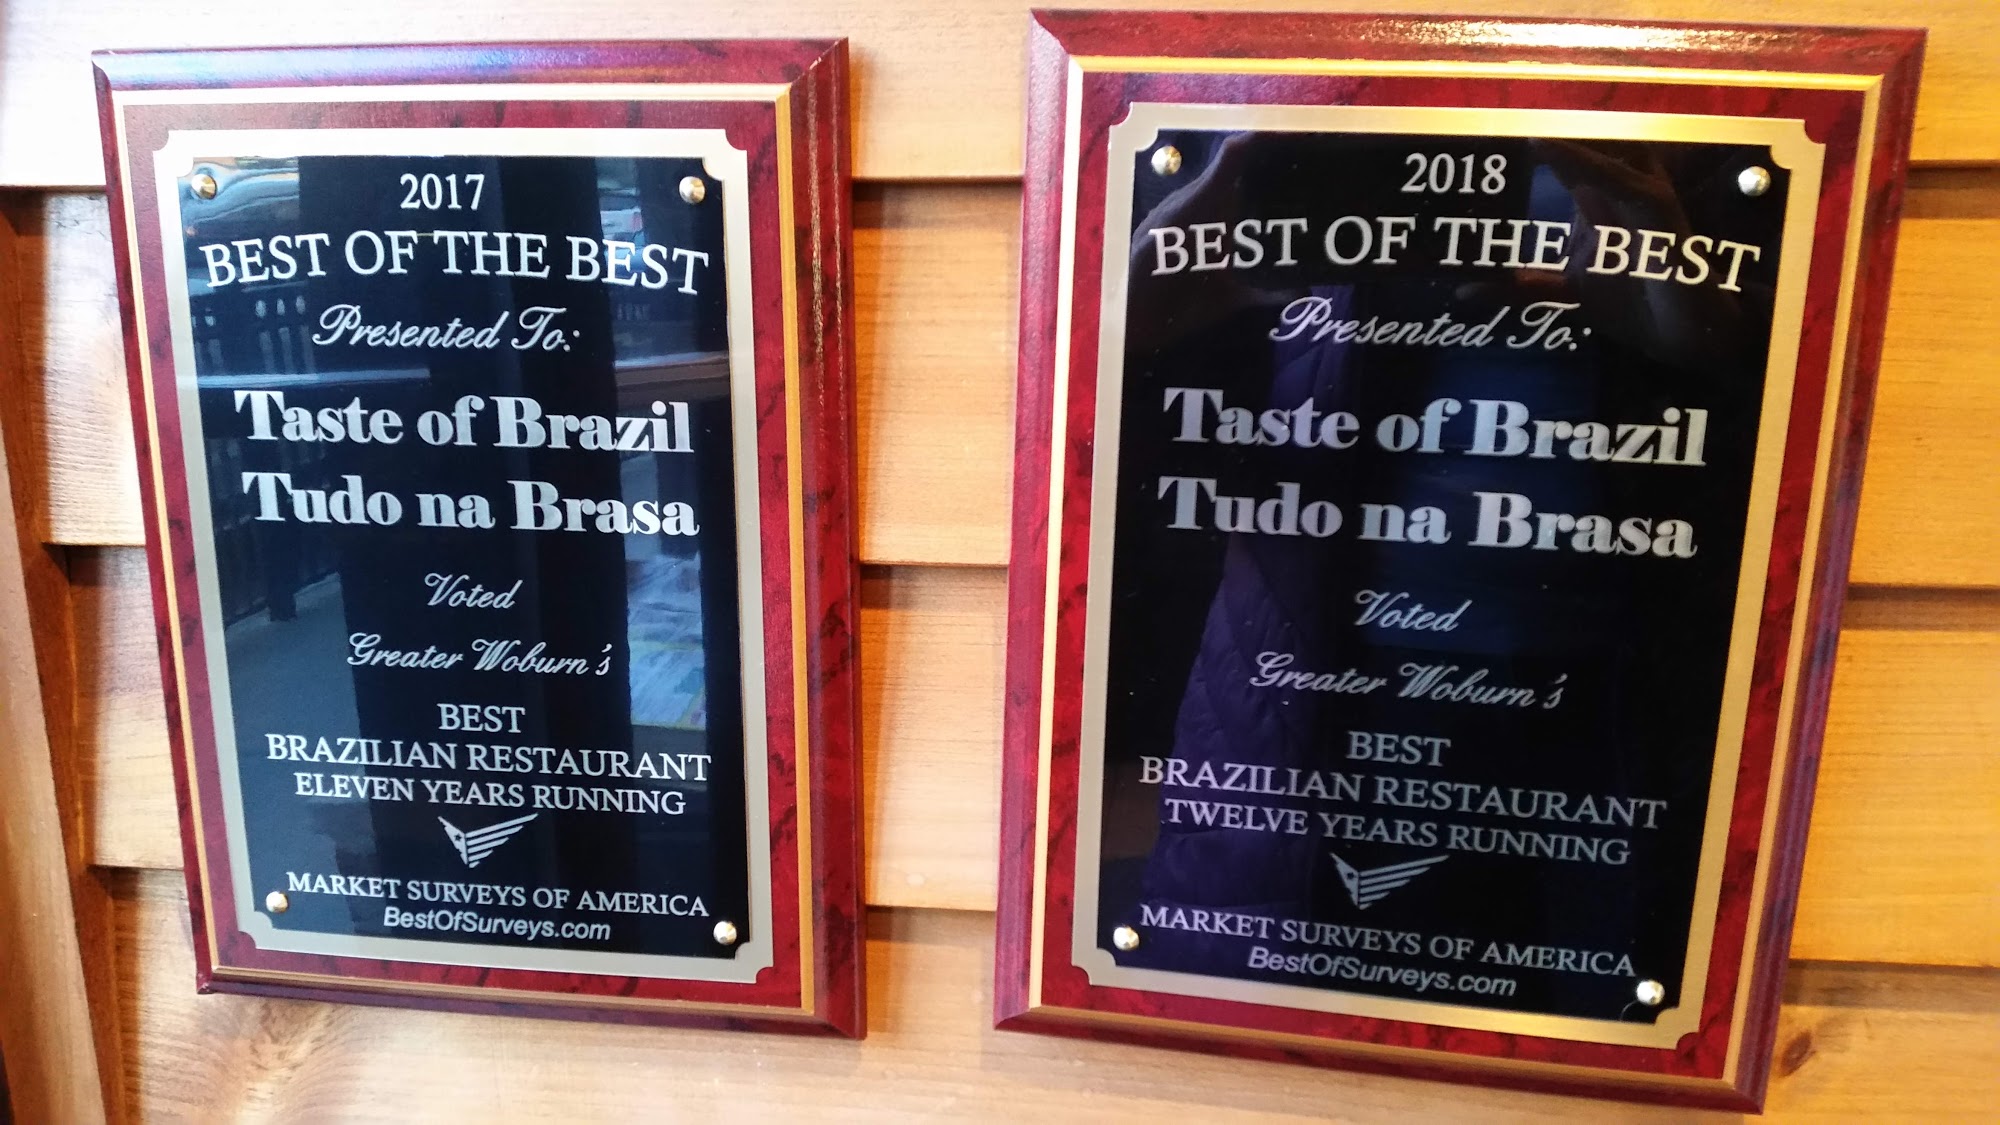 2017
BEST OF THE BEST
Presented To:
Taste of Brazil
Tudo na Brasa
Voted
Greater Woburn's
BEST
BRAZILIAN RESTAURANT
ELEVEN YEARS RUNNING
MARKET SURVEYS OF AMERICA
BestOfSurveys.com
2018
BEST OF THE BEST
Presented To:
Taste of Brazil
Tudo na Brasa
Voted
Greater Woburn's
BEST
BRAZILIAN RESTAURANT
TWELVE YEARS RUNNING
MARKET SURVEYS OF AMERICA
BestOfSurveys.com